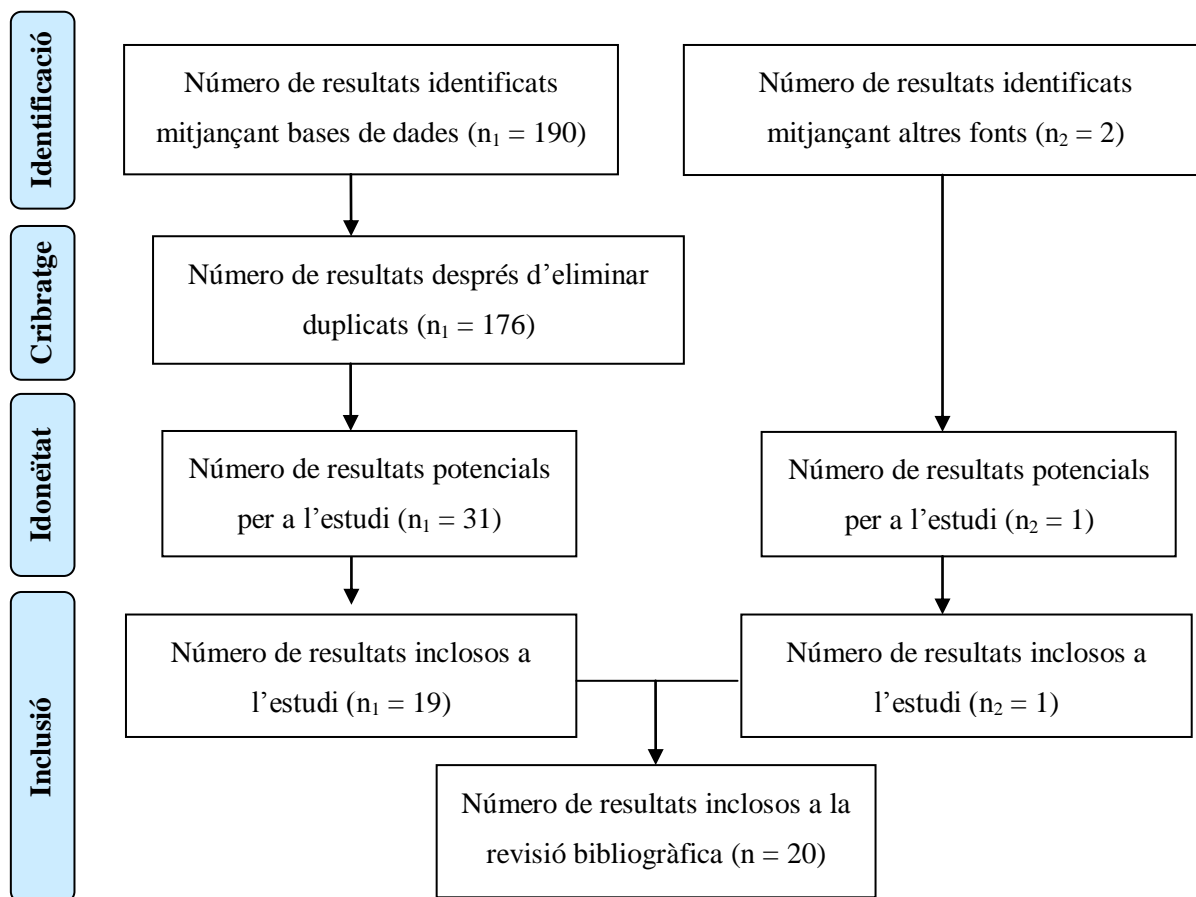 Identificació
Número de resultats identificats
mitjançant bases de dades (n₁ = 190)
Número de resultats identificats
mitjançant altres fonts (n₂ = 2)
Cribratge
Número de resultats després d’eliminar
duplicats (n₁ = 176)
Idoneïtat
Número de resultats potencials
per a l’estudi (n₁ = 31)
Número de resultats potencials
per a l’estudi (n₂ = 1)
Inclusió
Número de resultats inclosos a
l’estudi (n₁ = 19)
Número de resultats inclosos a
l’estudi (n₂ = 1)
Número de resultats inclosos a la
revisió bibliogràfica (n = 20)